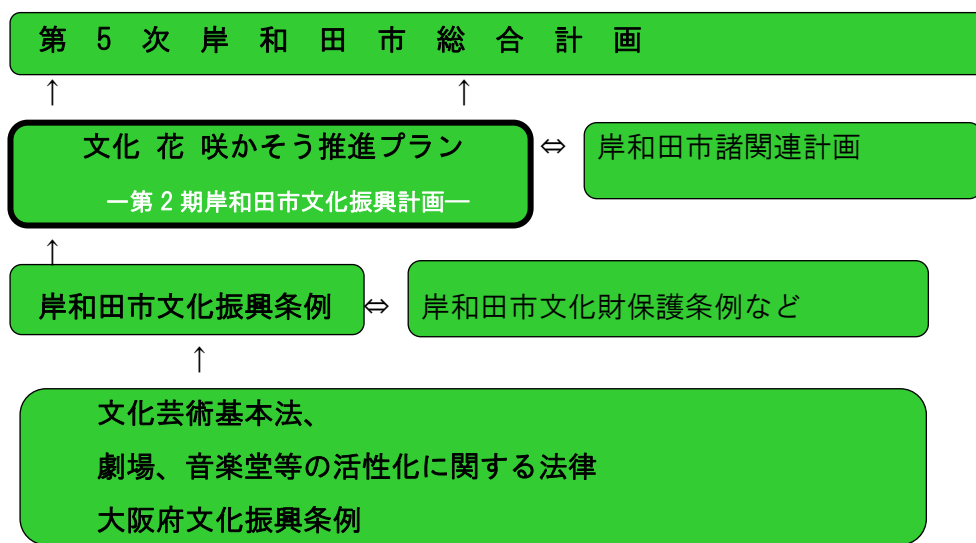 第 5 次 岸 和 田 市 総 合 計 画
↑ ↑
文化 花 咲かそう推進プラン ⇔ 岸和田市諸関連計画
―第 2 期岸和田市文化振興計画―
↑
岸和田市文化振興条例 ⇔ 岸和田市文化財保護条例など
↑
文化芸術基本法、
劇場、音楽堂等の活性化に関する法律
大阪府文化振興条例